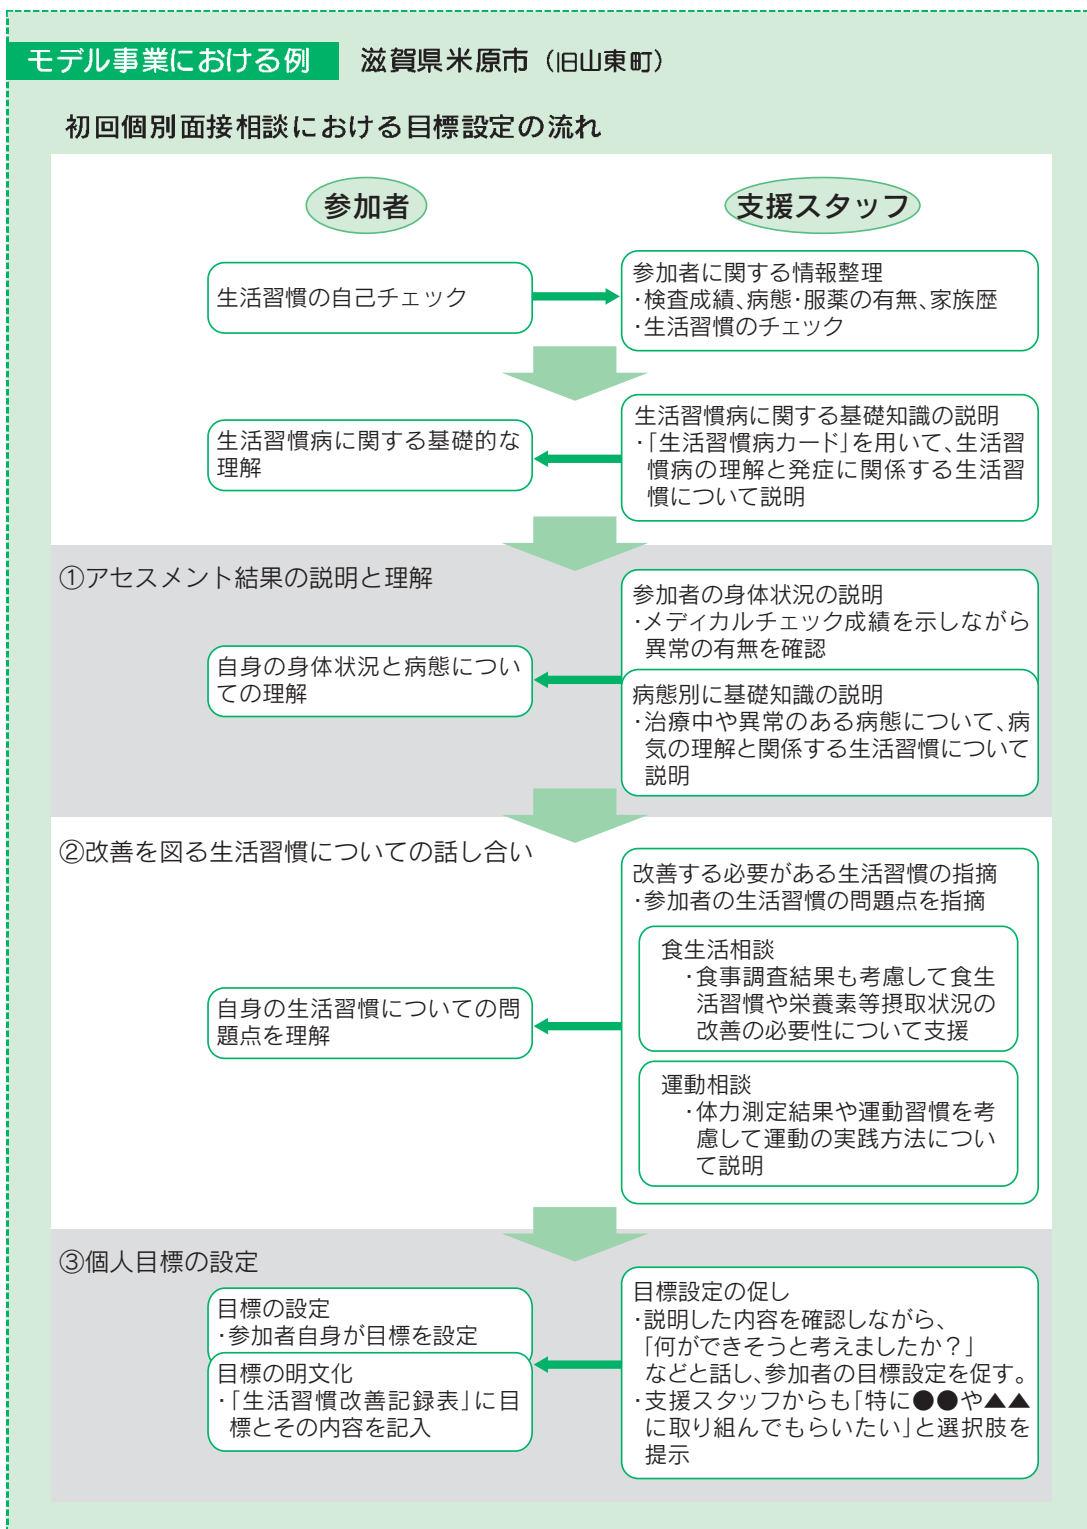 モデル事業における例 滋賀県米原市（旧山東町）
初回個別面接相談における目標設定の流れ
参加者
支援スタッフ
生活習慣の自己チェック
参加者に関する情報整理
・検査成績、病態・服薬の有無、家族歴
・生活習慣のチェック
生活習慣病に関する基礎知識の説明
・「生活習慣病カード」を用いて、生活習
慣病の理解と発症に関係する生活習
慣について説明
生活習慣病に関する基礎的な
理解
①アセスメント結果の説明と理解
参加者の身体状況の説明
・メディカルチェック成績を示しながら
異常の有無を確認
病態別に基礎知識の説明
・治療中や異常のある病態について、病
気の理解と関係する生活習慣について
説明
自身の身体状況と病態につい
ての理解
②改善を図る生活習慣についての話し合い
改善する必要がある生活習慣の指摘
・参加者の生活習慣の問題点を指摘
食生活相談
・食事調査結果も考慮して食生
活習慣や栄養素等摂取状況の
改善の必要性について支援
運動相談
・体力測定結果や運動習慣を考
慮して運動の実践方法につい
て説明
自身の生活習慣についての問
題点を理解
③個人目標の設定
目標設定の促し
・説明した内容を確認しながら、
「何ができそうと考えましたか？」
などと話し、参加者の目標設定を促す。
・支援スタッフからも「特に●●や▲▲
に取り組んでもらいたい」と選択肢を
提示
目標の設定
・参加者自身が目標を設定
目標の明文化
・「生活習慣改善記録表」に目
標とその内容を記入